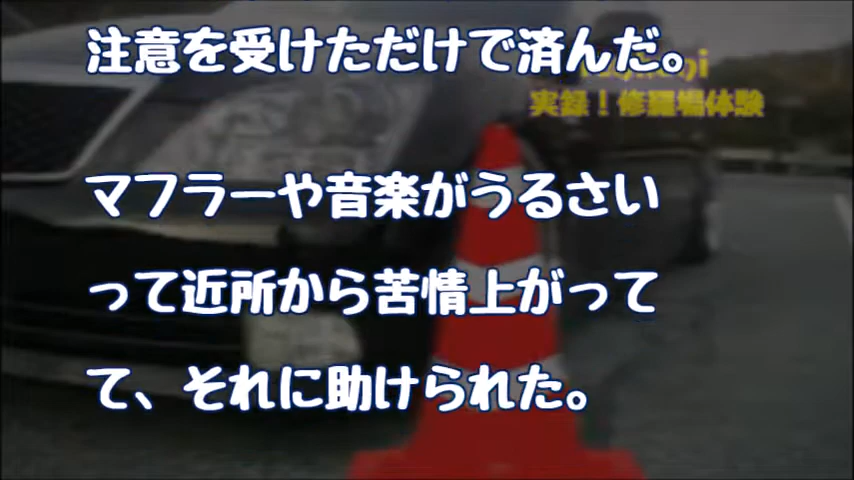 注意を受けただけで済んだ。
実録！修羅場体験
マフラーや音楽がうるさい
って近所から苦情上がって
て、それに助けられた。